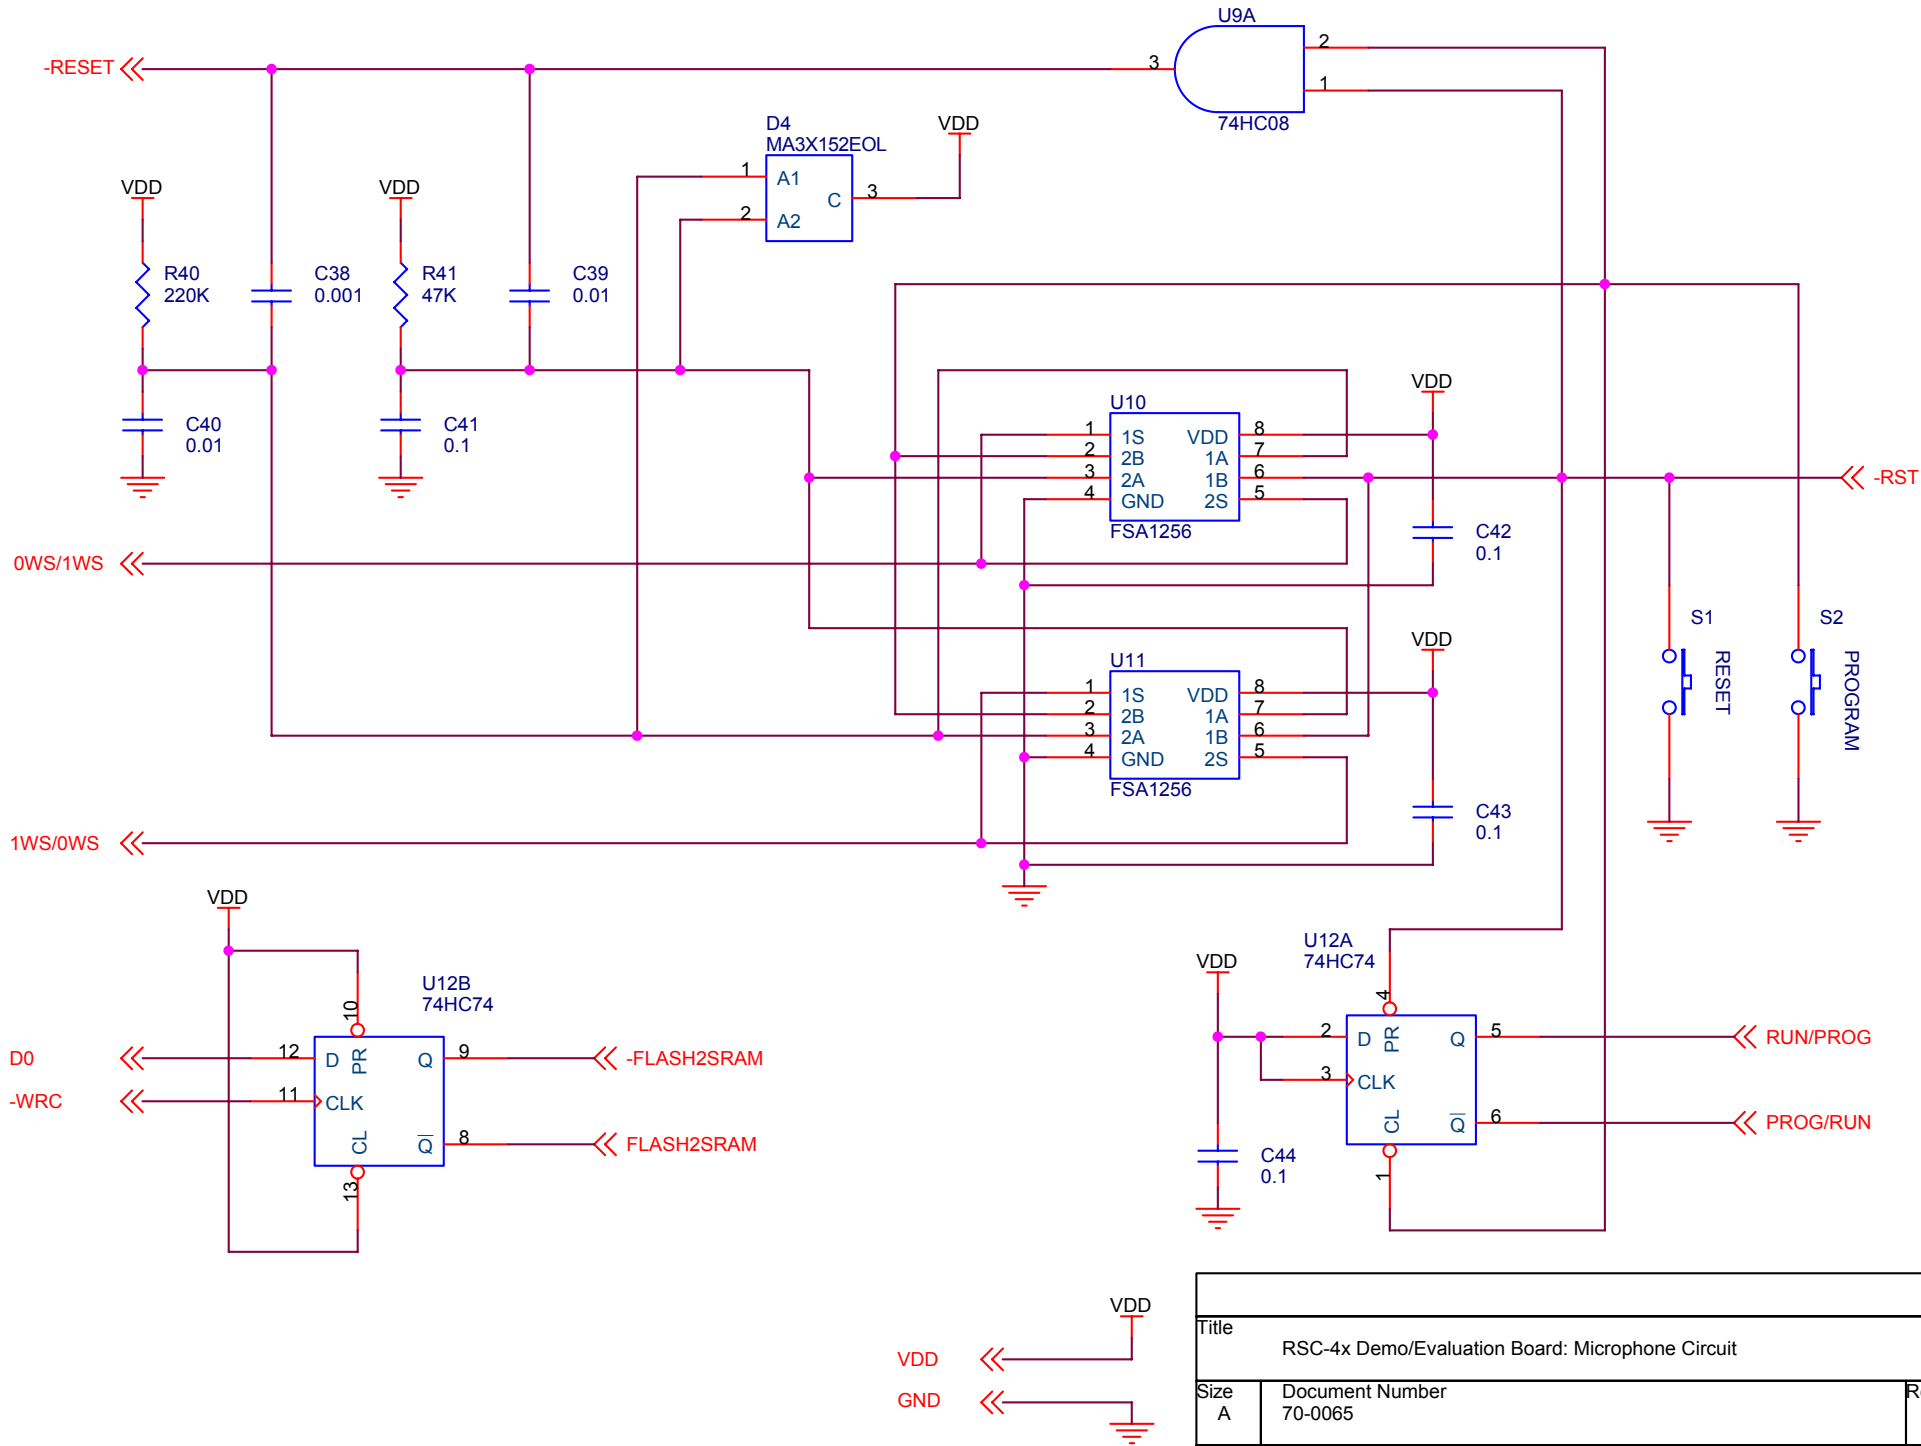 U9A
-RESET
3
2
1
74HC08
D4
MA3X152EOL
VDD
1
A1
C
3
2
A2
VDD
VDD
R40
220K
C38
0.001
R41
47K
C39
0.01
C40
0.01
C41
0.1
VDD
U10
1
1S
VDD
8
2
2B
1A
7
3
2A
1B
6
4
GND
2S
5
FSA1256
-RST
C42
0.1
0WS/1WS
S1
RESET
S2
PROGRAM
VDD
U11
1
1S
VDD
8
2
2B
1A
7
3
2A
1B
6
4
GND
2S
5
FSA1256
C43
0.1
1WS/0WS
VDD
U12B
74HC74
10
D0
12
D
PR
Q
9
-FLASH2SRAM
-WRC
11
CLK
CL
Q
8
FLASH2SRAM
13
U12A
74HC74
VDD
4
2
D
PR
Q
5
RUN/PROG
3
CLK
CL
Q
6
PROG/RUN
1
C44
0.1
VDD
VDD
GND
Title
RSC-4x Demo/Evaluation Board: Microphone Circuit
Size
A
Document Number
70-0065